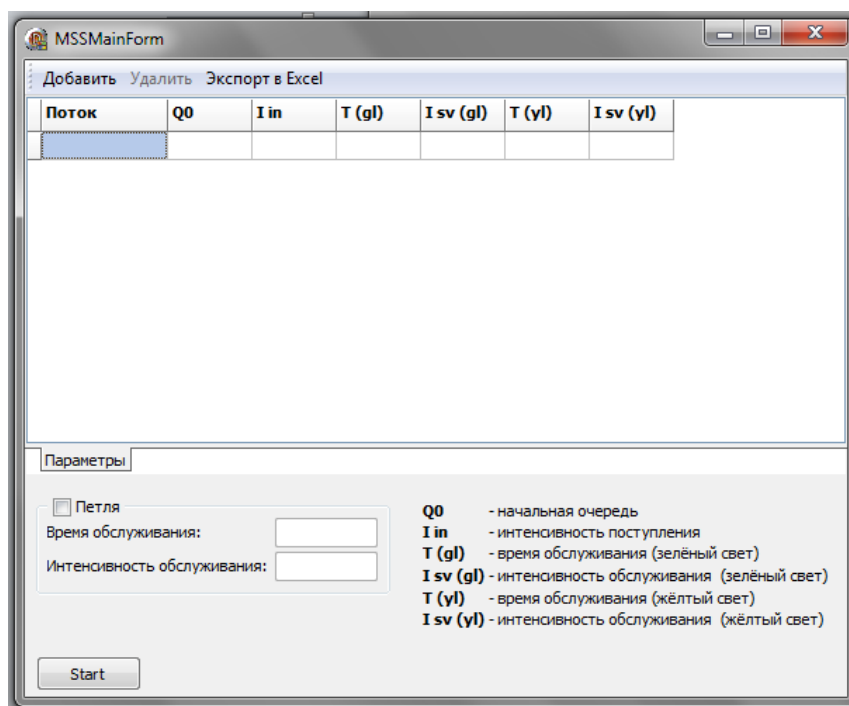 MSSMainForm
Добавить Удалить Экспорт в Excel
Поток Q0 I in T (gl) I sv (gl) T (yl) I sv (yl)
Параметры
Петля
Время обслуживания:
Интенсивность обслуживания:
Q0 - начальная очередь
I in - интенсивность поступления
T (gl) - время обслуживания (зелёный свет)
I sv (gl) - интенсивность обслуживания (зелёный свет)
T (yl) - время обслуживания (жёлтый свет)
I sv (yl) - интенсивность обслуживания (жёлтый свет)
Start